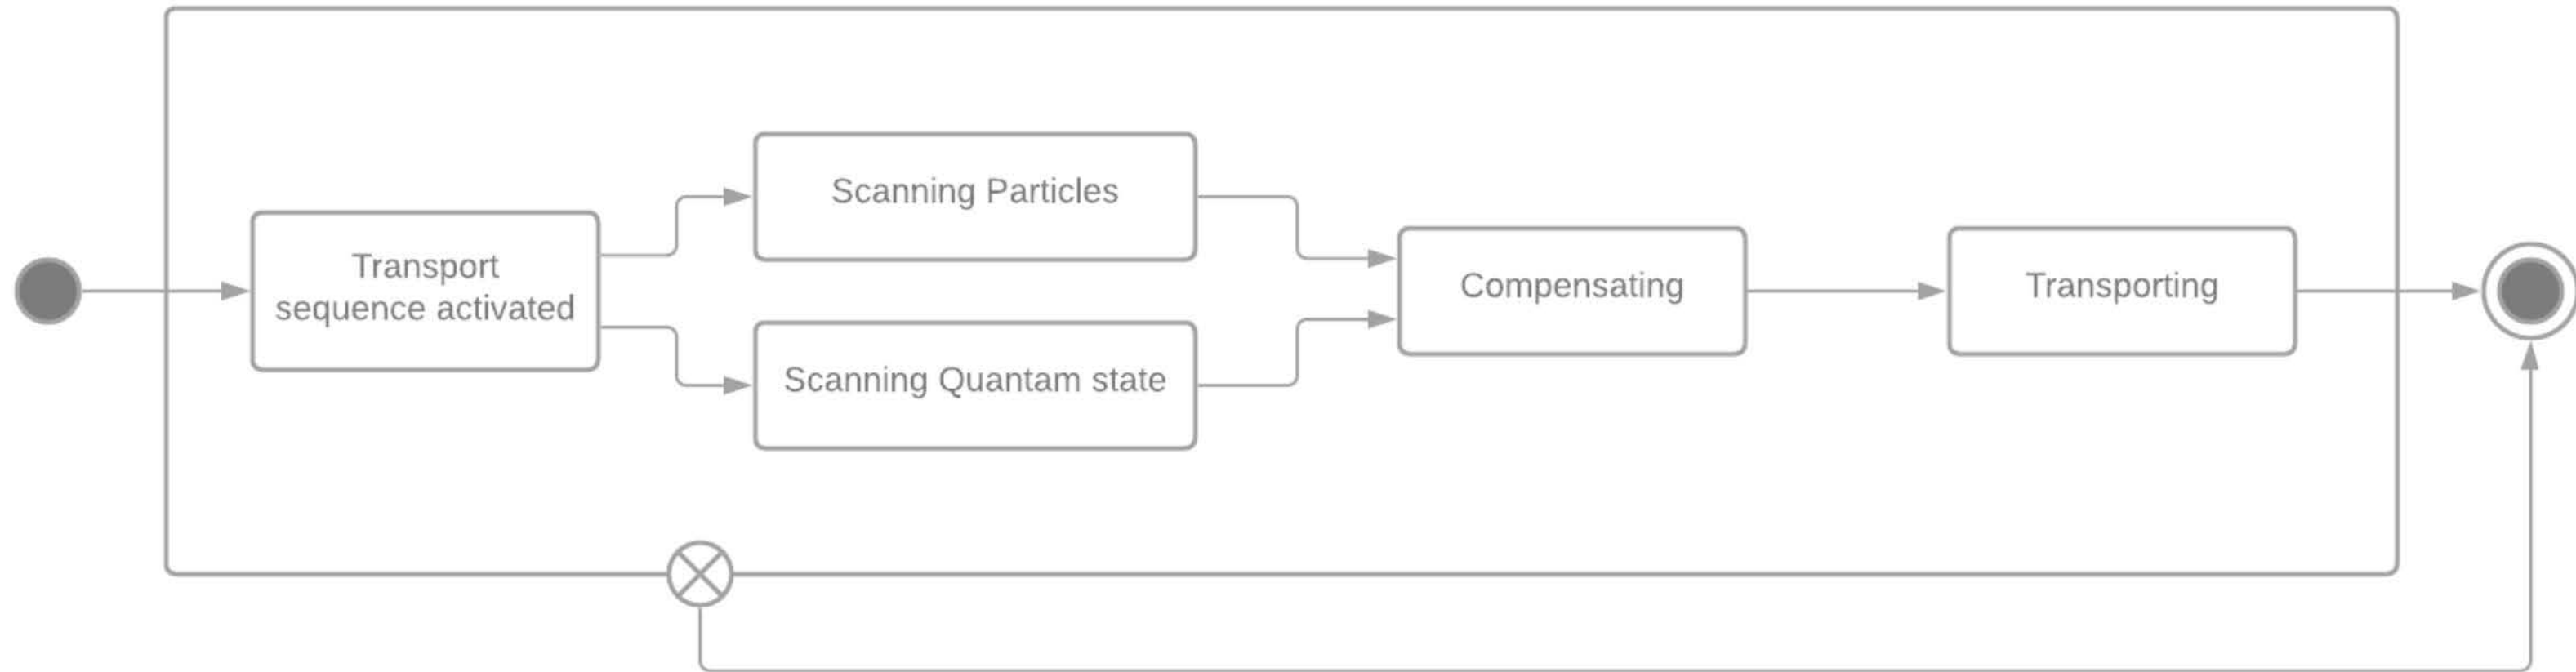 Transport
sequence activated
Scanning Particles
Scanning Quantam state
Compensating
Transporting